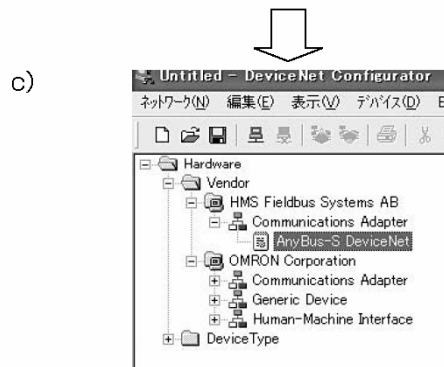 c)
Untitled - DeviceNet Configurator
ネットワーク(N) 編集(E) 表示(V) デバイス(D) E
Hardware
Vendor
HMS Fieldbus Systems AB
Communications Adapter
AnyBus-S DeviceNet
OMRON Corporation
Communications Adapter
Generic Device
Human-Machine Interface
DeviceType